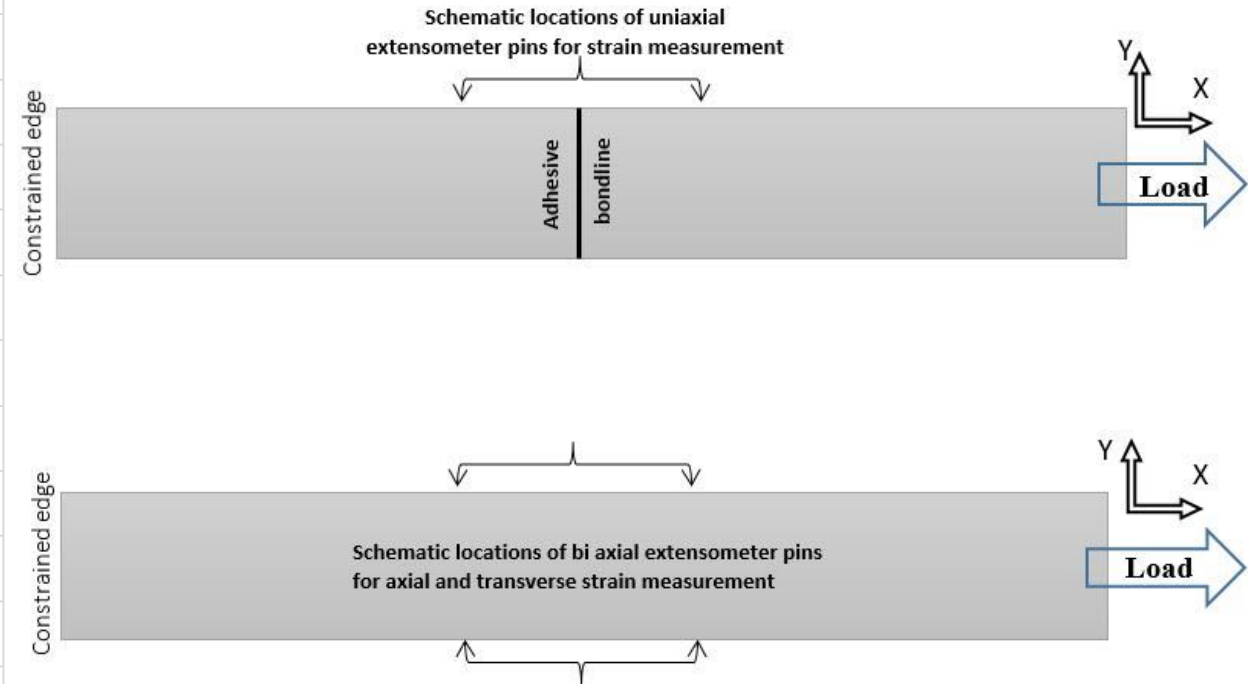 Schematic locations of uniaxial
extensometer pins for strain measurement
Y
X
Constrained edge
Adhesive
bondline
Load
Y
X
Constrained edge
Schematic locations of bi axial extensometer pins
for axial and transverse strain measurement
Load